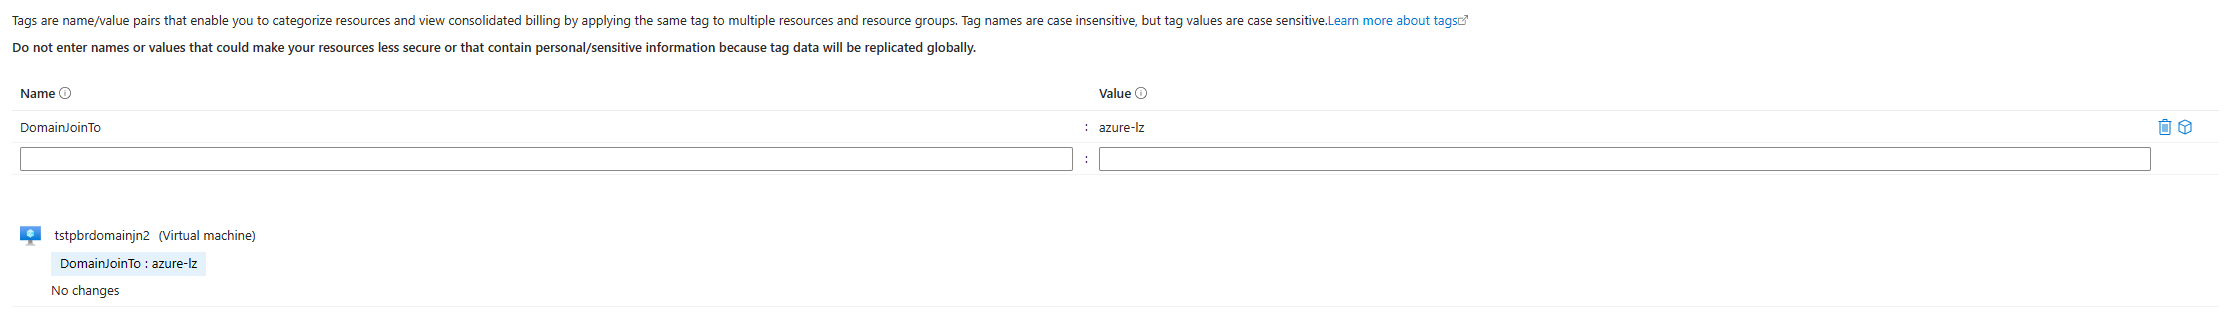 Tags are name/value pairs that enable you to categorize resources and view consolidated billing by applying the same tag to multiple resources and resource groups. Tag names are case insensitive, but tag values are case sensitive.Learn more about tags
Do not enter names or values that could make your resources less secure or that contain personal/sensitive information because tag data will be replicated globally.
Name Value
DomainJoinTo : azure-lz
:
tstpbrdomainjn2 (Virtual machine)
DomainJoinTo : azure-lz
No changes